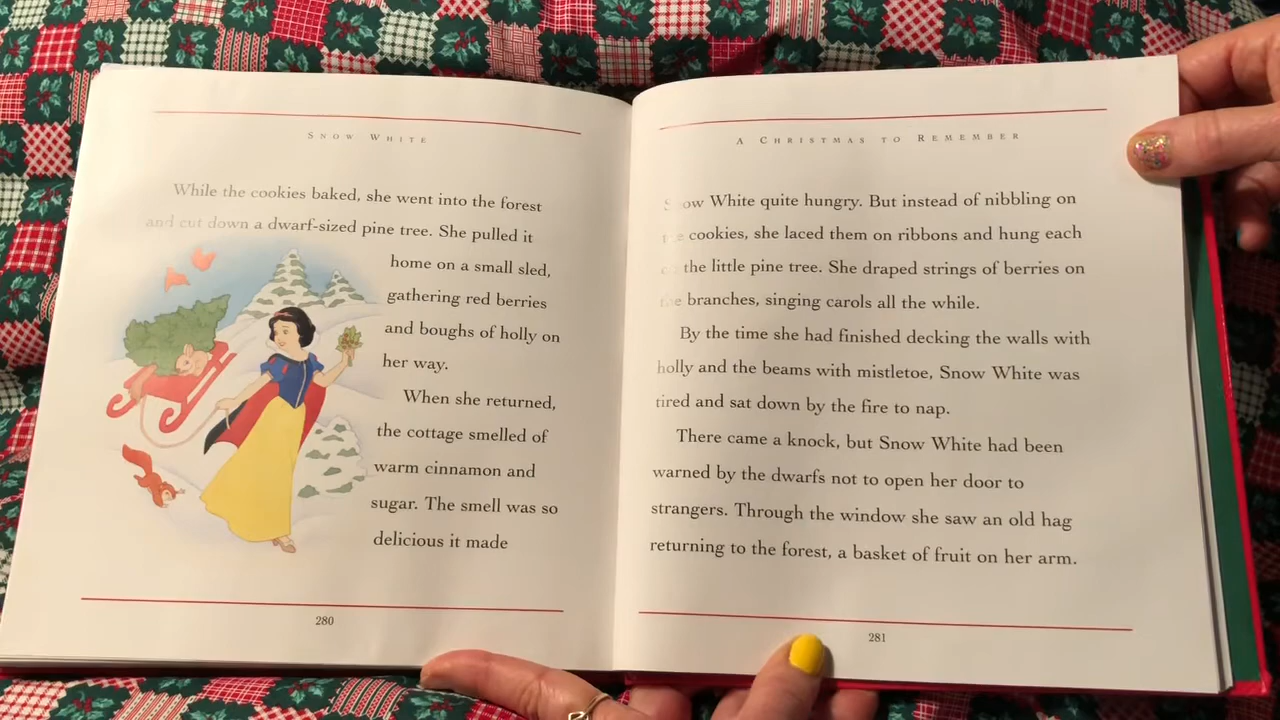 SNOW WHITE
While the cookies baked, she went into the forest
and cut down a dwarf-sized pine tree. She pulled it
home on a small sled,
gathering red berries
and boughs of holly on
her way.
When she returned,
the cottage smelled of
warm cinnamon and
sugar. The smell was so
delicious it made
280
A CHRISTMAS TO REMEMBER
Snow White quite hungry. But instead of nibbling on
the cookies, she laced them on ribbons and hung each
on the little pine tree. She draped strings of berries on
the branches, singing carols all the while.
By the time she had finished decking the walls with
holly and the beams with mistletoe, Snow White was
tired and sat down by the fire to nap.
There came a knock, but Snow White had been
warned by the dwarfs not to open her door to
strangers. Through the window she saw an old hag
returning to the forest, a basket of fruit on her arm.
281